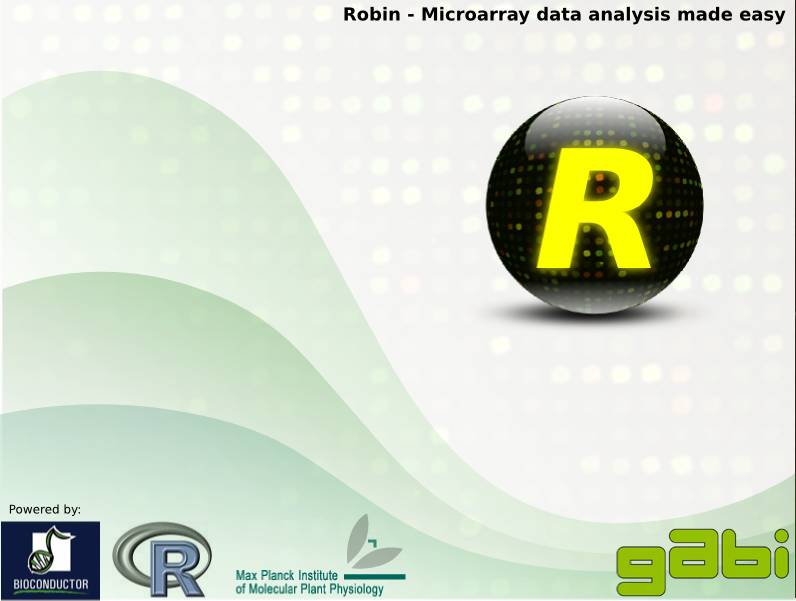 Robin - Microarray data analysis made easy
R
Powered by:
BIOCONDUCTOR
R
Max Planck Institute
of Molecular Plant Physiology
gabi